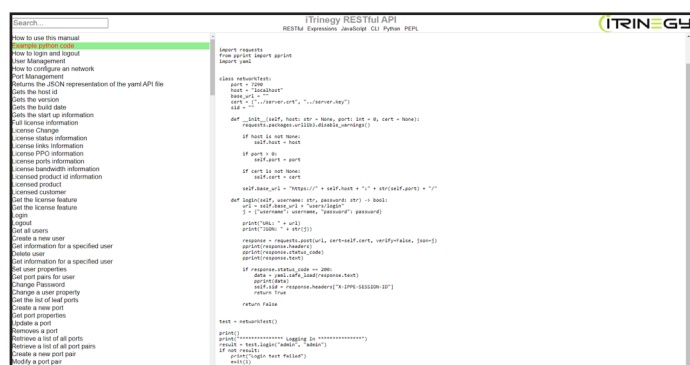 Search...
iTrinegy RESTful API
RESTful Expressions JavaScript CLI Python PEPL
iTRINEGY
How to use this manual
Example python code
How to login and logout
User Management
How to configure an network
Port Management
Returns the JSON representation of the yaml API file
Gets the host id
Gets the version
Gets the build date
Gets the start up information
Full license information
License Change
License status information
License links Information
License PPO information
License ports information
License bandwidth information
Licensed product id information
Licensed product
Licensed customer
Get the license feature
Get the license feature
Login
Logout
Get all users
Create a new user
Get information for a specified user
Delete user
Get information for a specified user
Set user properties
Get port pairs for user
Change Password
Change a user property
Get the list of leaf ports
Create a new port
Get port properties
Update a port
Removes a port
Retrieve a list of all ports
Retrieve a list of all port pairs
Create a new port pair
Modify a port pair
import requests
from pprint import pprint
import yaml
class networkTest:
port = 7290
host = "localhost"
base_url = ""
cert = ("../server.crt", "../server.key")
sid = ""
def __init__(self, host: str = None, port: int = 0, cert = None):
requests.packages.urllib3.disable_warnings()
if host is not None:
self.host = host
if port > 0:
self.port = port
if cert is not None:
self.cert = cert
self.base_url = "https://" + self.host + ":" + str(self.port) + "/"
def login(self, username: str, password: str) -> bool:
url = self.base_url + "users/login"
j = {"username": username, "password": password}
print("URL: " + url)
print("JSON: " + str(j))
response = requests.post(url, cert=self.cert, verify=False, json=j)
pprint(response.headers)
pprint(response.status_code)
pprint(response.text)
if response.status_code == 200:
data = yaml.safe_load(response.text)
pprint(data)
self.sid = response.headers["X-IPPE-SESSION-ID"]
return True
return False
test = networkTest()
print()
print("*************** Logging in ***************")
result = test.login("admin", "admin")
if not result:
print("Login test failed")
exit(1)